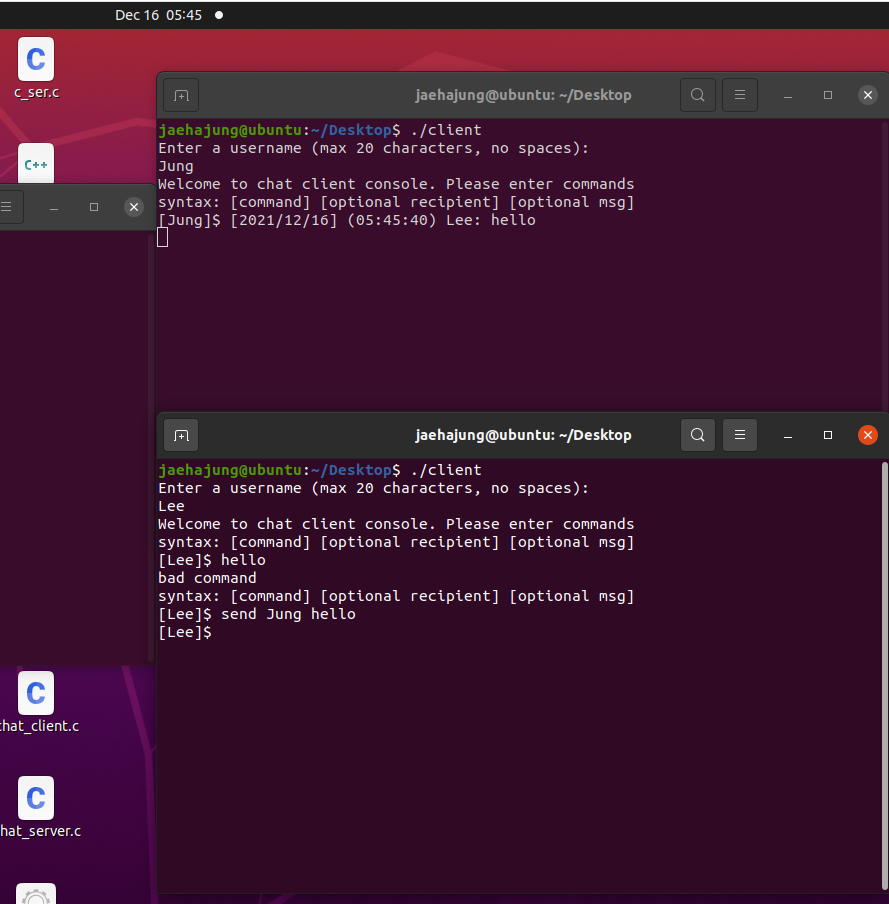 Dec 16 05:45
c_ser.c
C++
jaehajung@ubuntu: ~/Desktop
jaehajung@ubuntu:~/Desktop$ ./client
Enter a username (max 20 characters, no spaces):
Jung
Welcome to chat client console. Please enter commands
syntax: [command] [optional recipient] [optional msg]
[Jung]$ [2021/12/16] (05:45:40) Lee: hello
jaehajung@ubuntu: ~/Desktop
jaehajung@ubuntu:~/Desktop$ ./client
Enter a username (max 20 characters, no spaces):
Lee
Welcome to chat client console. Please enter commands
syntax: [command] [optional recipient] [optional msg]
[Lee]$ hello
bad command
syntax: [command] [optional recipient] [optional msg]
[Lee]$ send Jung hello
[Lee]$
C
hat_client.c
C
hat_server.c